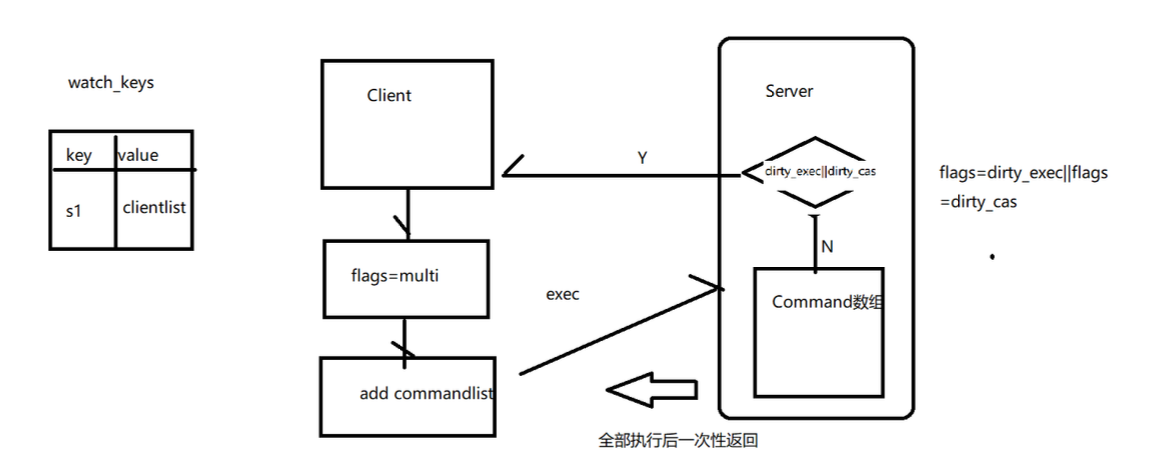 watch_keys
key
value
s1
clientlist
Client
flags=multi
add commandlist
exec
Y
Server
dirty_exec||dirty_cas
N
Command数组
flags=dirty_exec||flags
=dirty_cas
全部执行后一次性返回